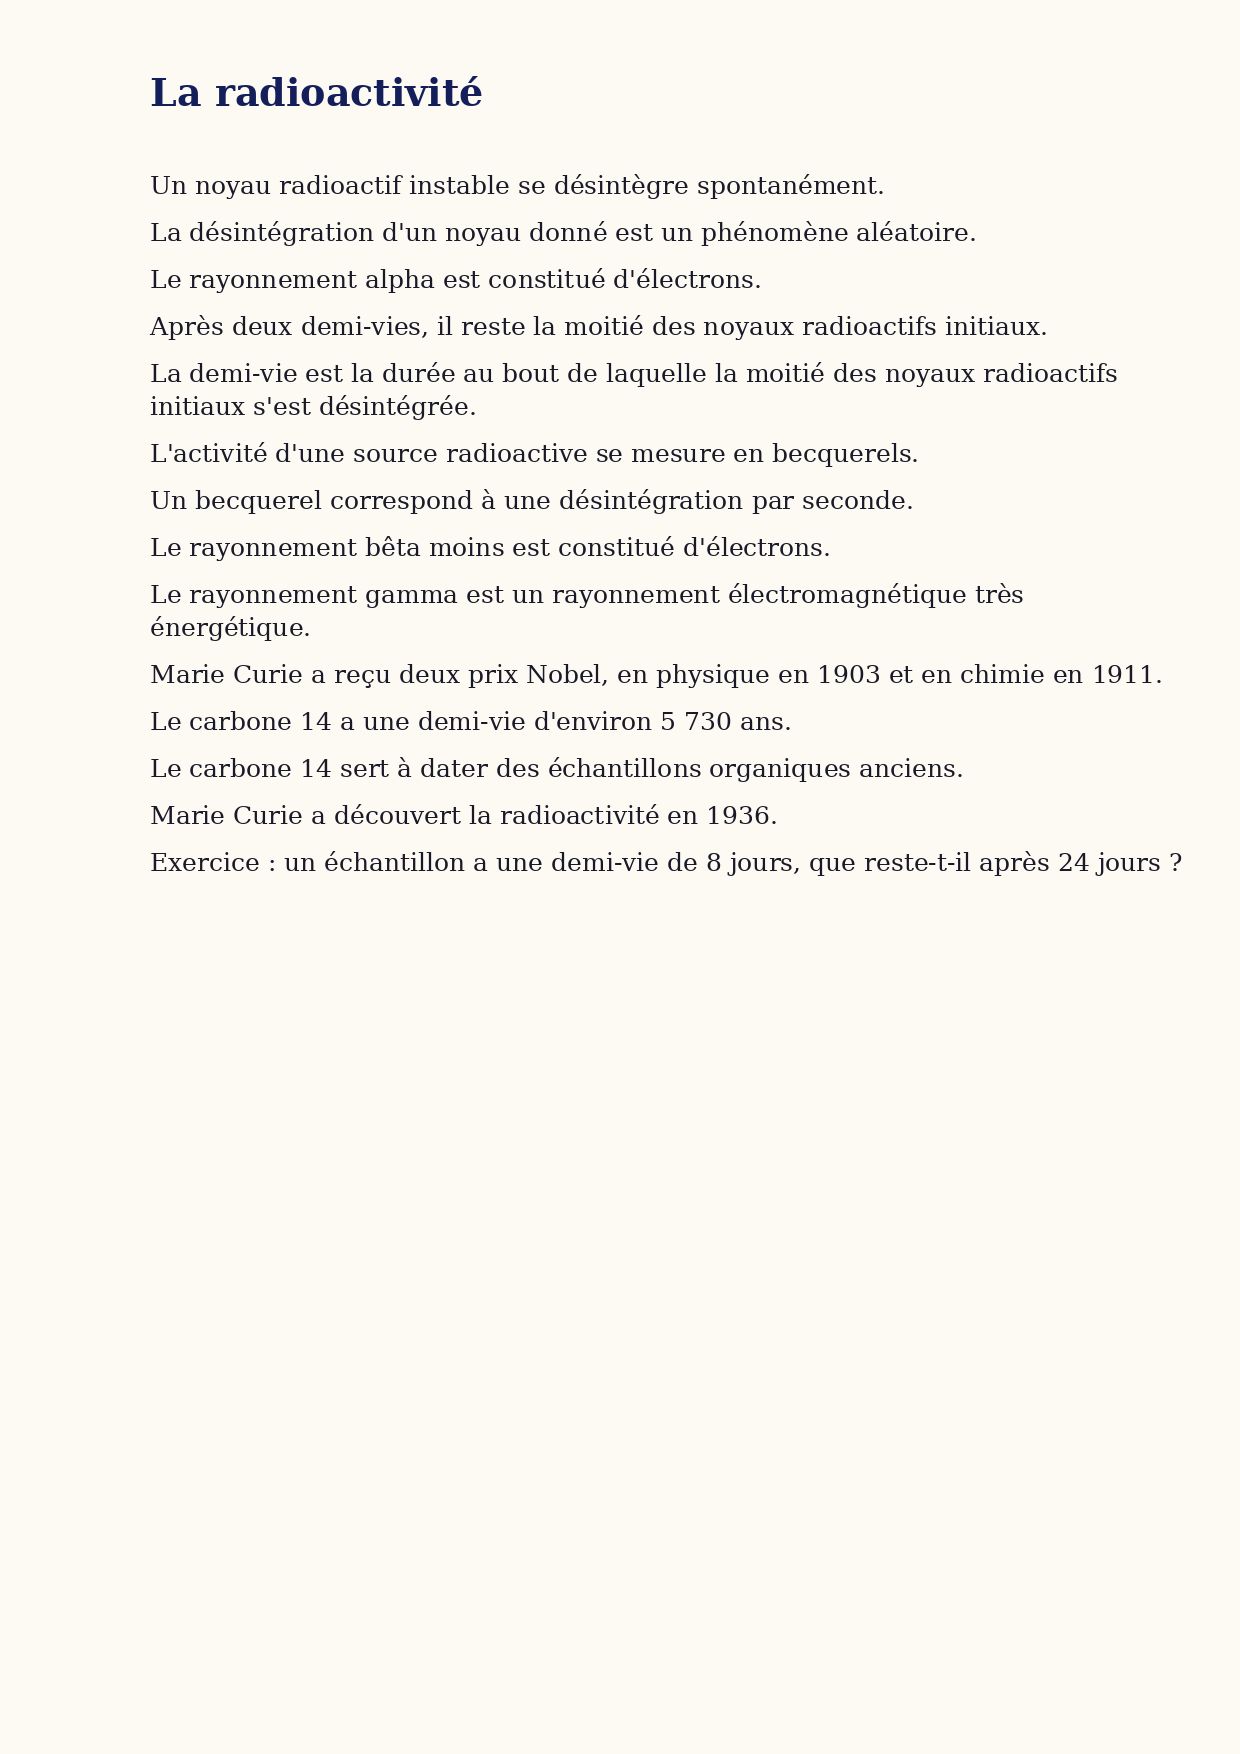 La radioactivité
Un noyau radioactif instable se désintègre spontanément.
La désintégration d'un noyau donné est un phénomène aléatoire.
Le rayonnement alpha est constitué d'électrons.
Après deux demi-vies, il reste la moitié des noyaux radioactifs initiaux.
La demi-vie est la durée au bout de laquelle la moitié des noyaux radioactifs
initiaux s'est désintégrée.
L'activité d'une source radioactive se mesure en becquerels.
Un becquerel correspond à une désintégration par seconde.
Le rayonnement bêta moins est constitué d'électrons.
Le rayonnement gamma est un rayonnement électromagnétique très
énergétique.
Marie Curie a reçu deux prix Nobel, en physique en 1903 et en chimie en 1911.
Le carbone 14 a une demi-vie d'environ 5 730 ans.
Le carbone 14 sert à dater des échantillons organiques anciens.
Marie Curie a découvert la radioactivité en 1936.
Exercice : un échantillon a une demi-vie de 8 jours, que reste-t-il après 24 jours ?